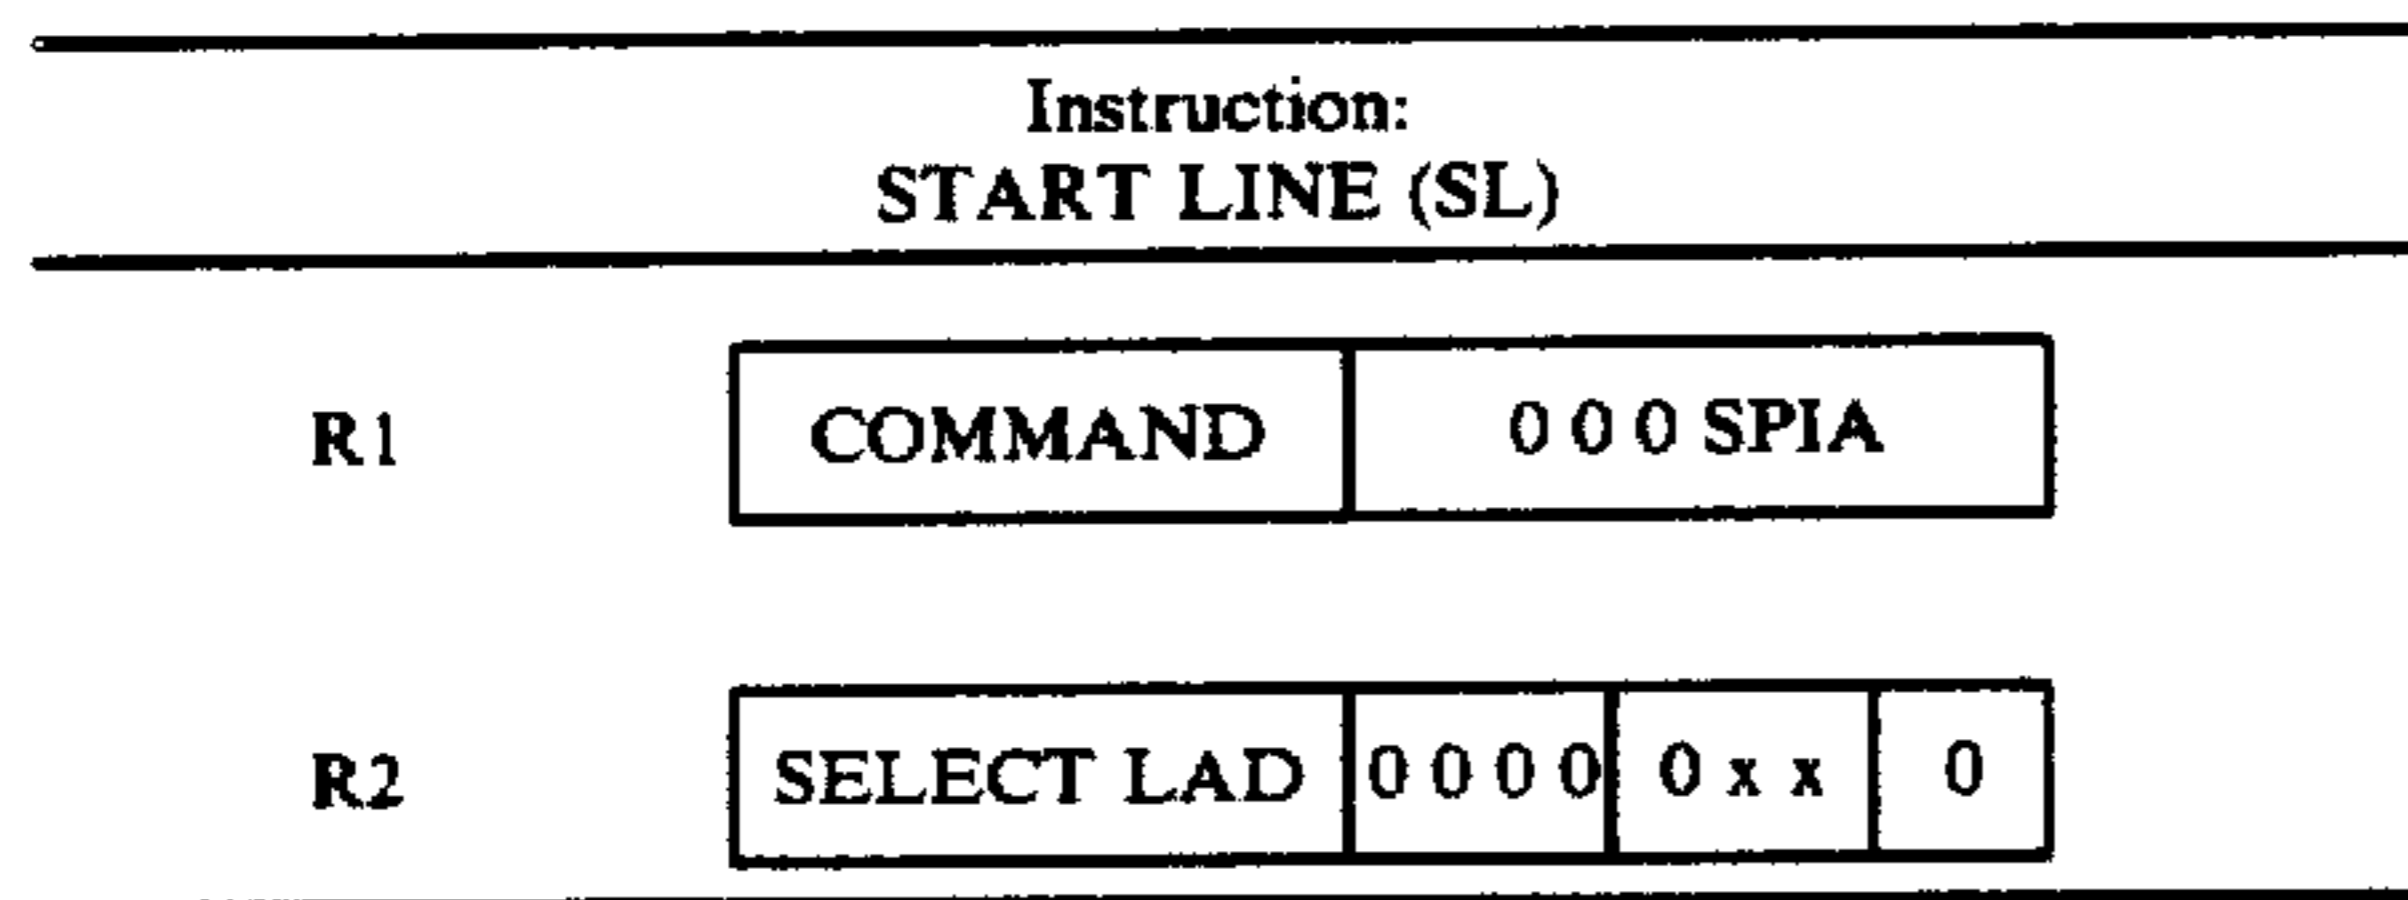 Instruction:
START LINE (SL)
R1 COMMAND 0 0 0 SPIA
R2 SELECT LAD 0 0 0 0 0 x x 0